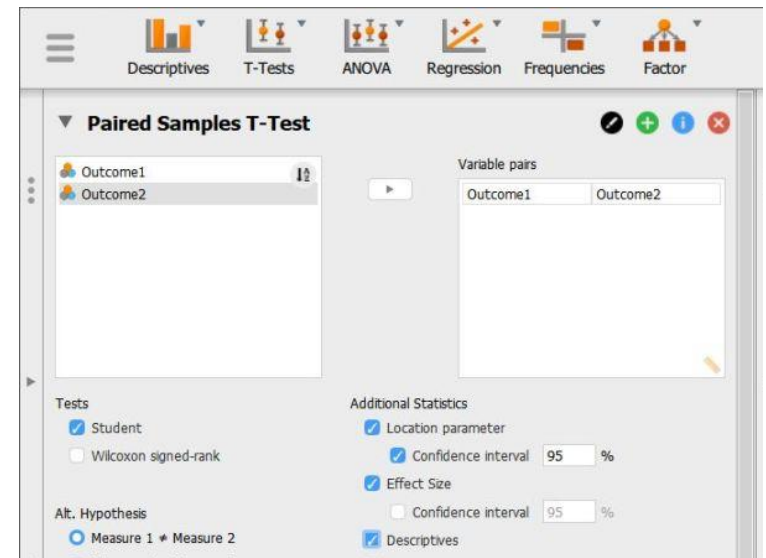 Descriptives T-Tests ANOVA Regression Frequencies Factor
Paired Samples T-Test
Variable pairs
Outcome1
Outcome2
Outcome1 Outcome2
Tests
Student
Wilcoxon signed-rank
Alt. Hypothesis
Measure 1 ≠ Measure 2
Additional Statistics
Location parameter
Confidence interval 95 %
Effect Size
Confidence interval 95 %
Descriptives